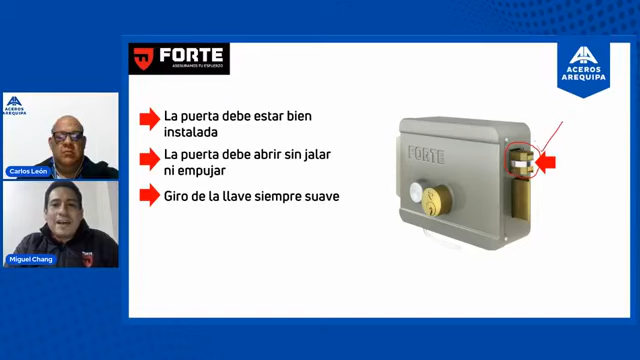 FORTE
ASEGURAMOS TU ESFUERZO
ACEROS
AREQUIPA
ACEROS
AREQUIPA
La puerta debe estar bien
instalada
La puerta debe abrir sin jalar
ni empujar
Giro de la llave siempre suave
FORTE
Carlos León
Miguel Chang